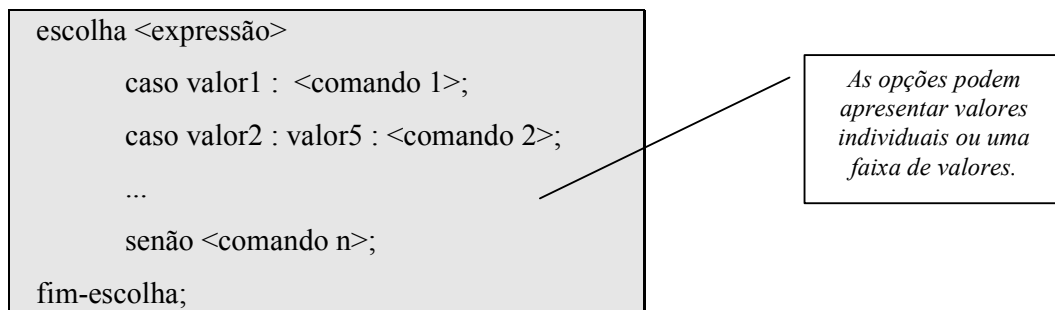 escolha <expressão>
caso valor1 : <comando 1>;
caso valor2 : valor5 : <comando 2>;
...
senão <comando n>;
fim-escolha;
As opções podem
apresentar valores
individuais ou uma
faixa de valores.